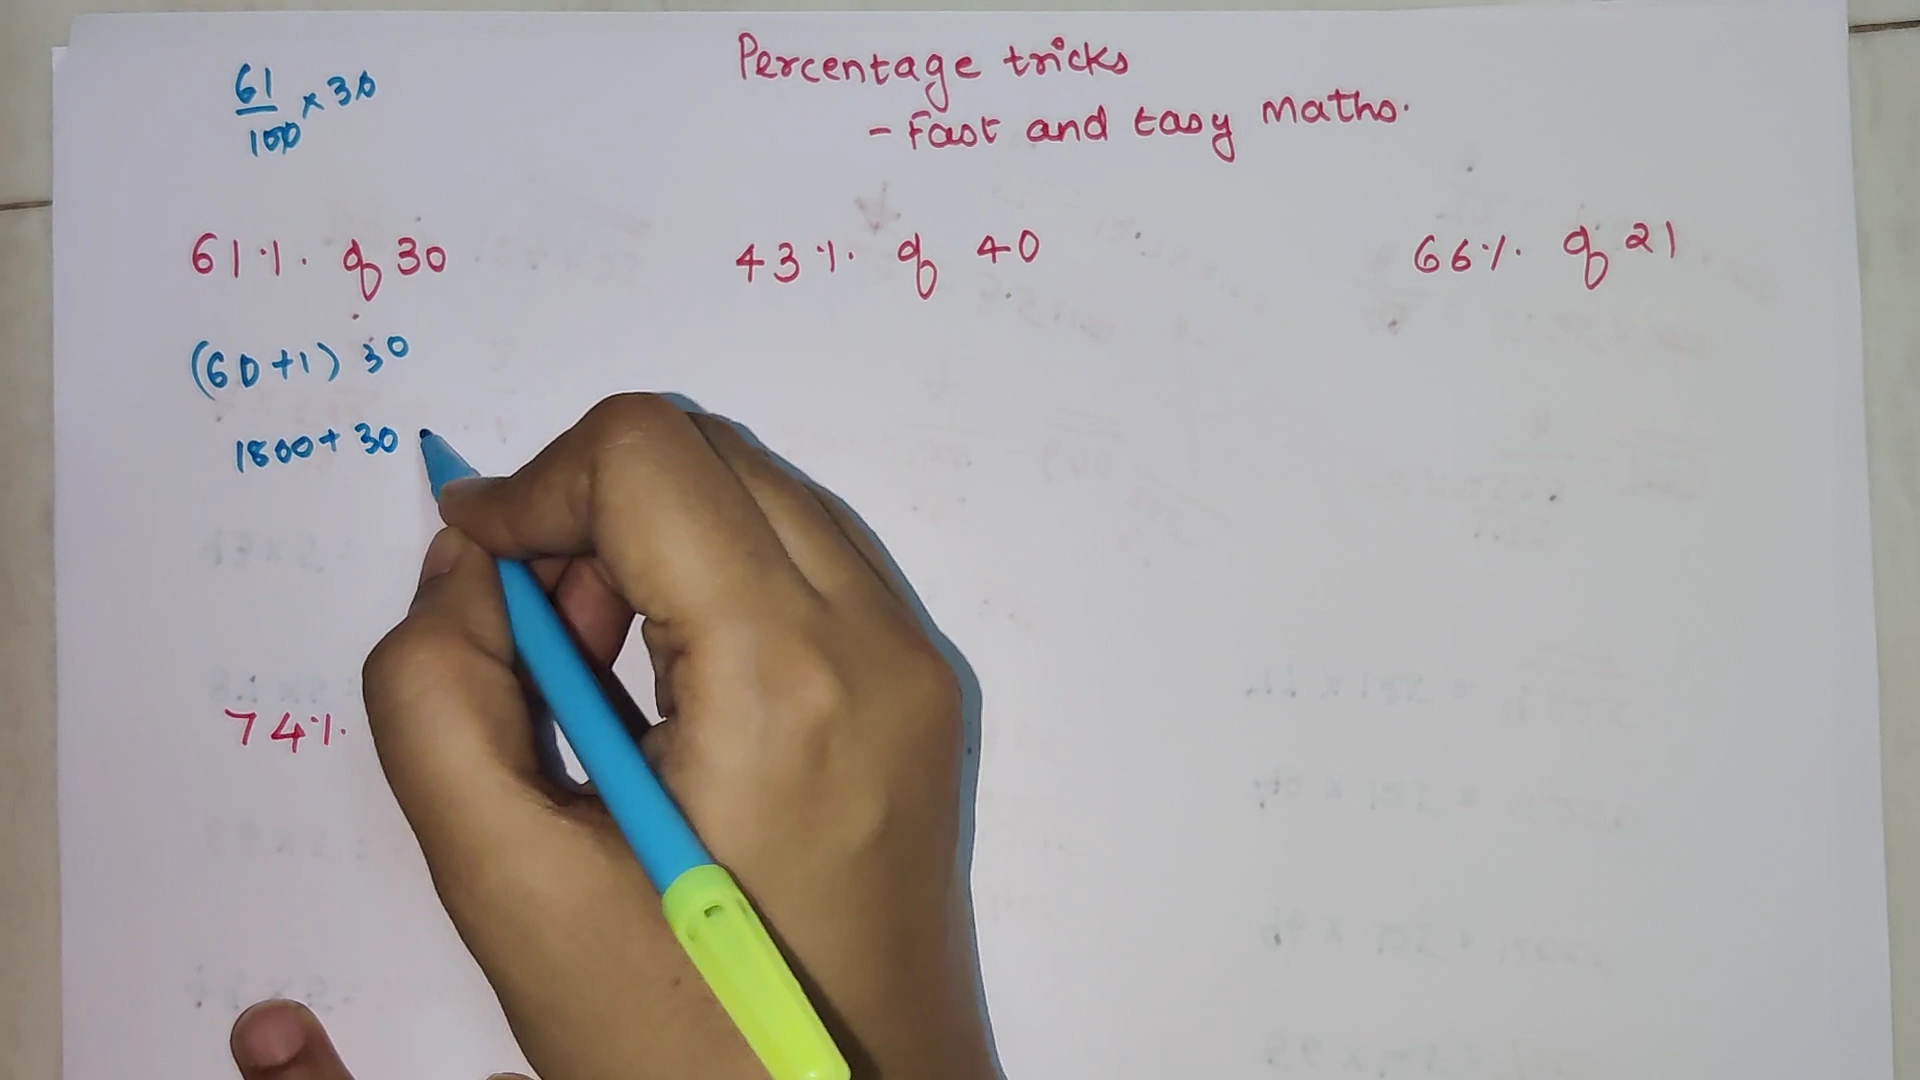 Percentage tricks
- Fast and Easy maths.
61/100 × 30
61%. of 30
43%. of 40
66%. of 21
(60+1) 30
1800+ 30
74%.